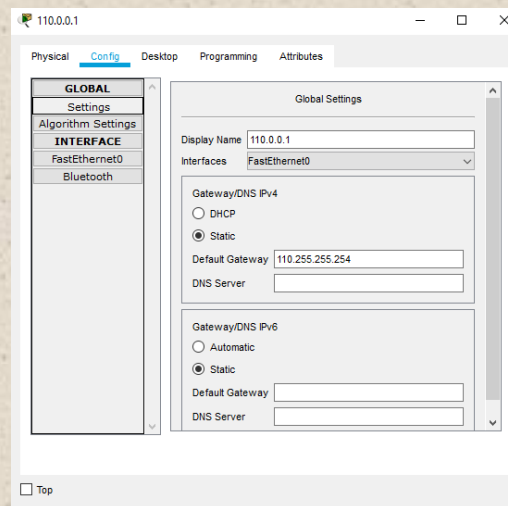 110.0.0.1
Physical Config Desktop Programming Attributes
GLOBAL
Settings
Algorithm Settings
INTERFACE
FastEthernet0
Bluetooth
Global Settings
Display Name 110.0.0.1
Interfaces FastEthernet0
Gateway/DNS IPv4
DHCP
Static
Default Gateway 110.255.255.254
DNS Server
Gateway/DNS IPv6
Automatic
Static
Default Gateway
DNS Server
Top